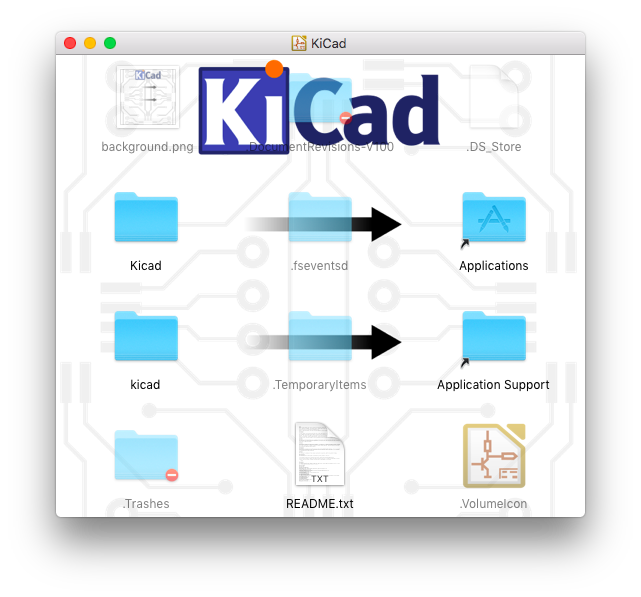 KiCad
KiCad
KiCad
background.png
.DocumentRevisions-V100
.DS_Store
Kicad
.fseventsd
Applications
kicad
.TemporaryItems
Application Support
TXT
.Trashes
README.txt
.VolumeIcon